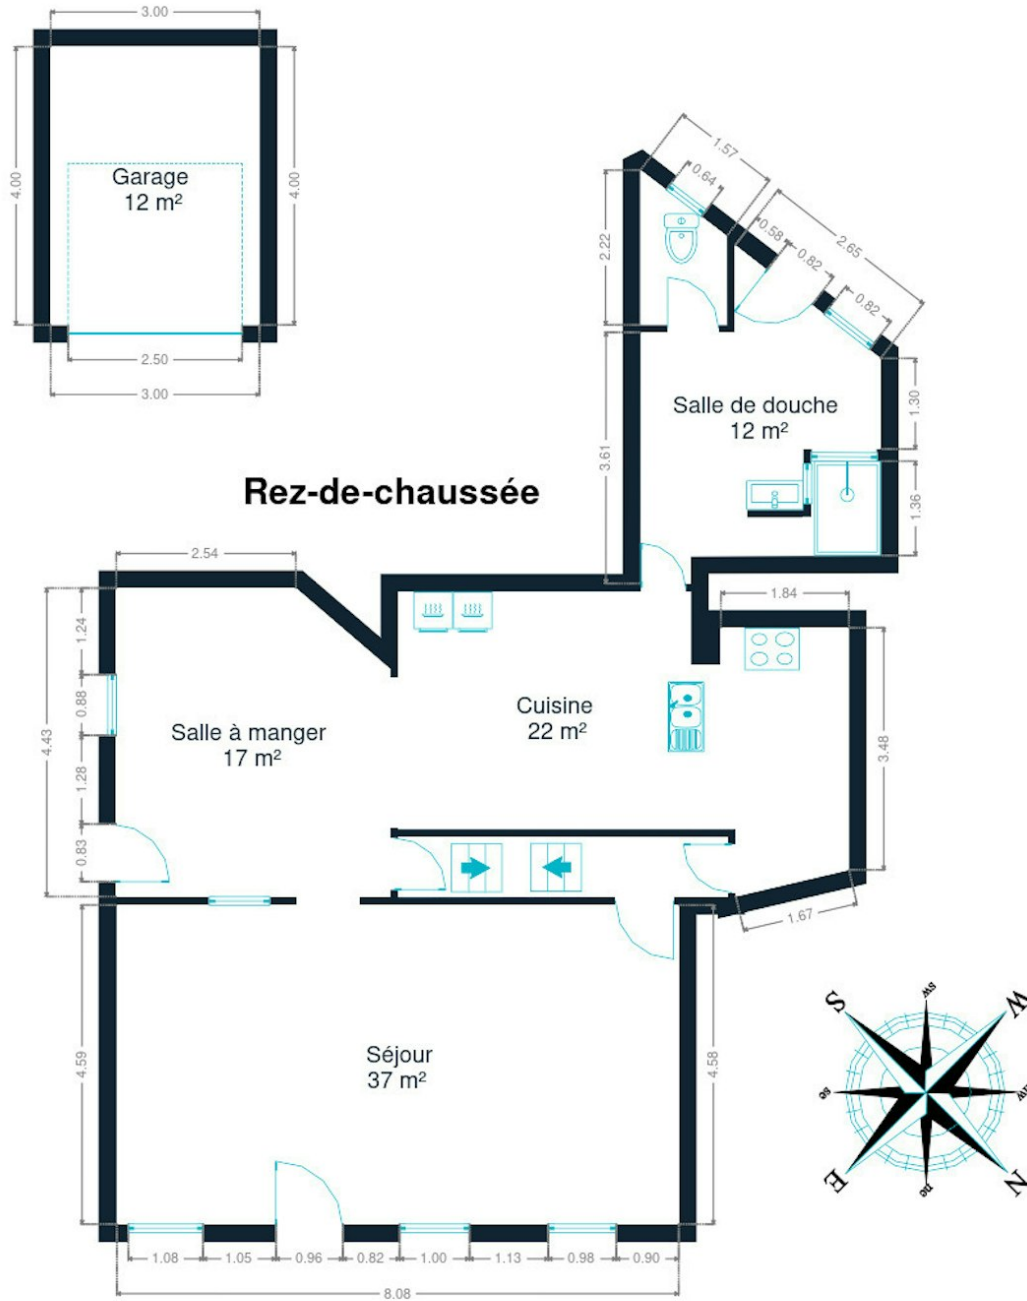 3.00
4.00
4.00
Garage
12 m²
2.50
3.00
1.57
0.64
2.22
0.58
2.65
0.82
0.82
3.61
Salle de douche
12 m²
1.30
1.36
Rez-de-chaussée
2.54
1.84
1.24
0.88
4.43
1.28
0.83
Salle à manger
17 m²
Cuisine
22 m²
3.48
1.67
4.59
Séjour
37 m²
4.58
S
sw
W
se
nw
E
ne
N
1.08
1.05
0.96
0.82
1.00
1.13
0.98
0.90
8.08